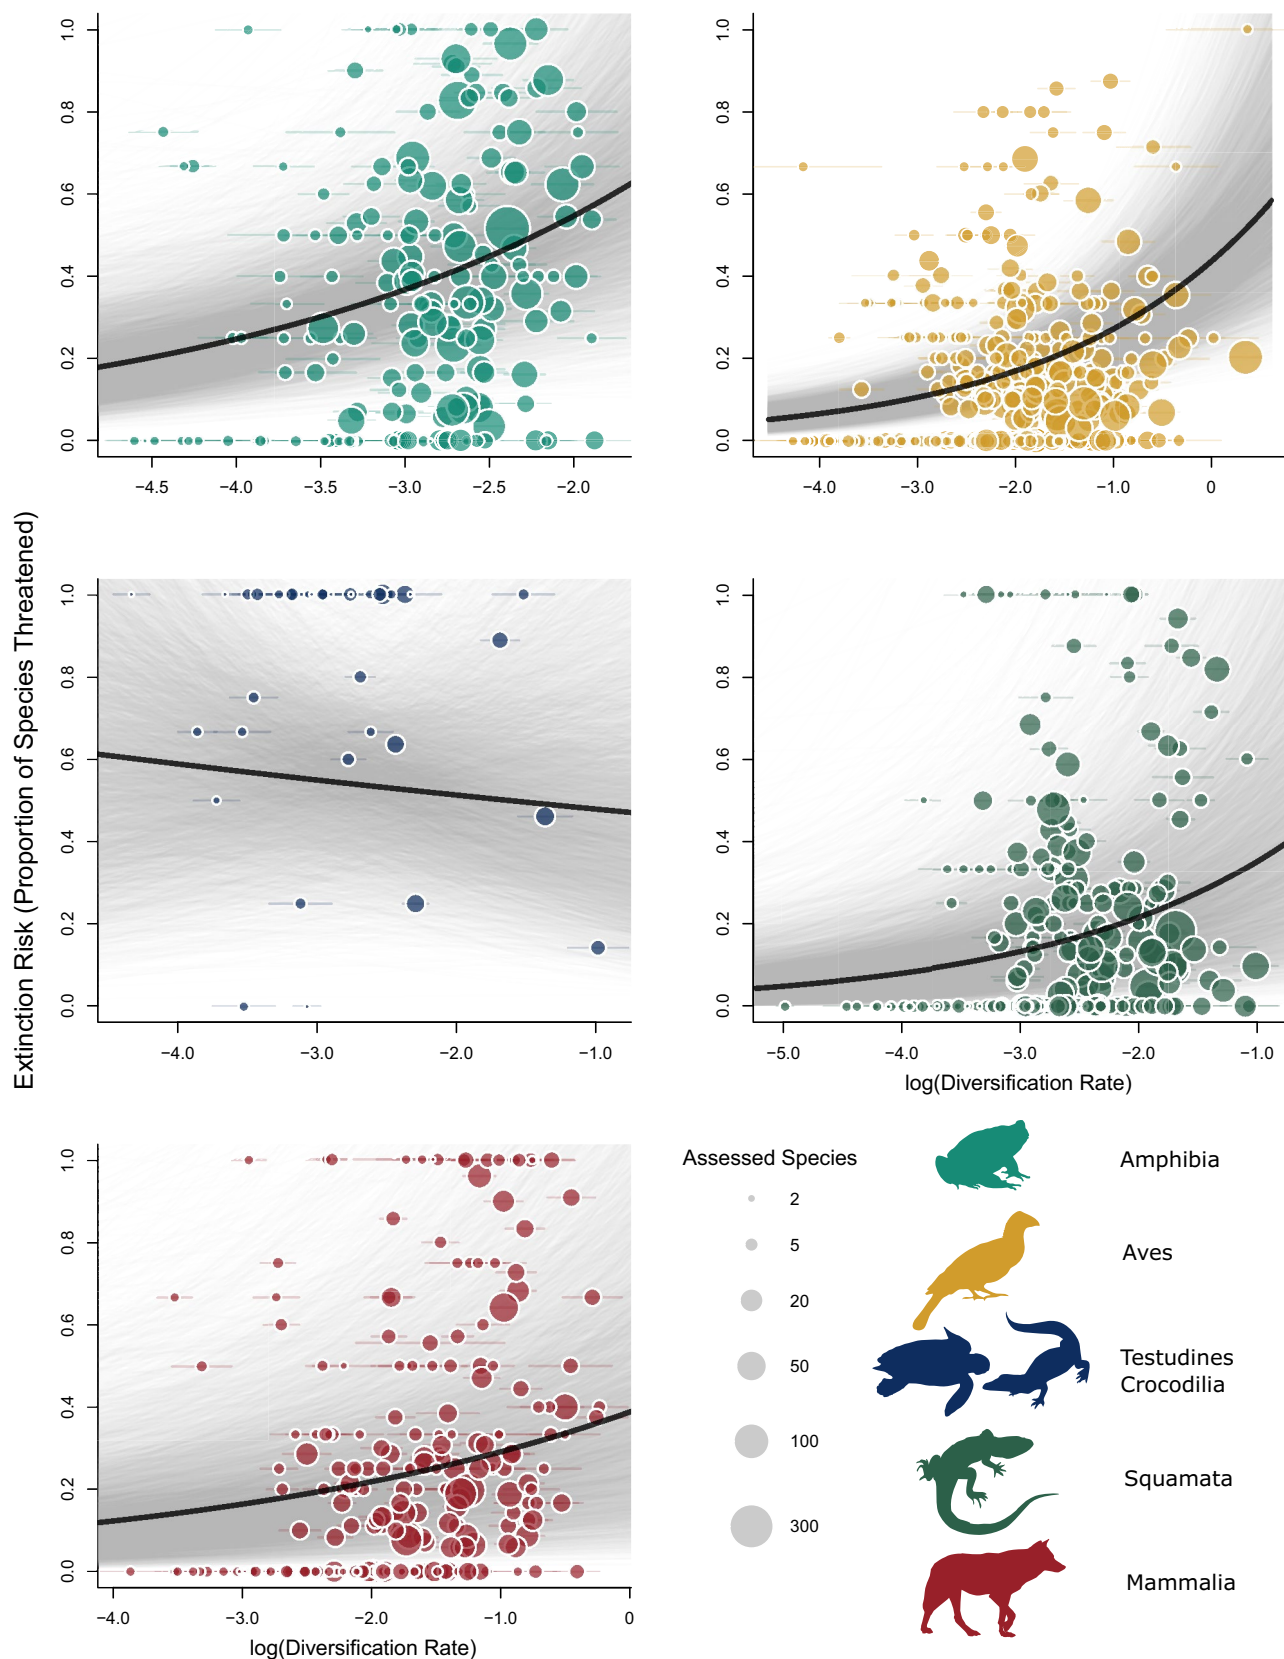 1.0
0.8
0.6
0.4
0.2
0.0
−4.5 −4.0 −3.5 −3.0 −2.5 −2.0
1.0
0.8
0.6
0.4
0.2
0.0
−4.0 −3.0 −2.0 −1.0 0
Extinction Risk (Proportion of Species Threatened)
1.0
0.8
0.6
0.4
0.2
0.0
−4.0 −3.0 −2.0 −1.0
1.0
0.8
0.6
0.4
0.2
0.0
−5.0 −4.0 −3.0 −2.0 −1.0
log(Diversification Rate)
1.0
0.8
0.6
0.4
0.2
0.0
−4.0 −3.0 −2.0 −1.0 0
log(Diversification Rate)
Assessed Species
2
5
20
50
100
300
Amphibia
Aves
Testudines
Crocodilia
Squamata
Mammalia